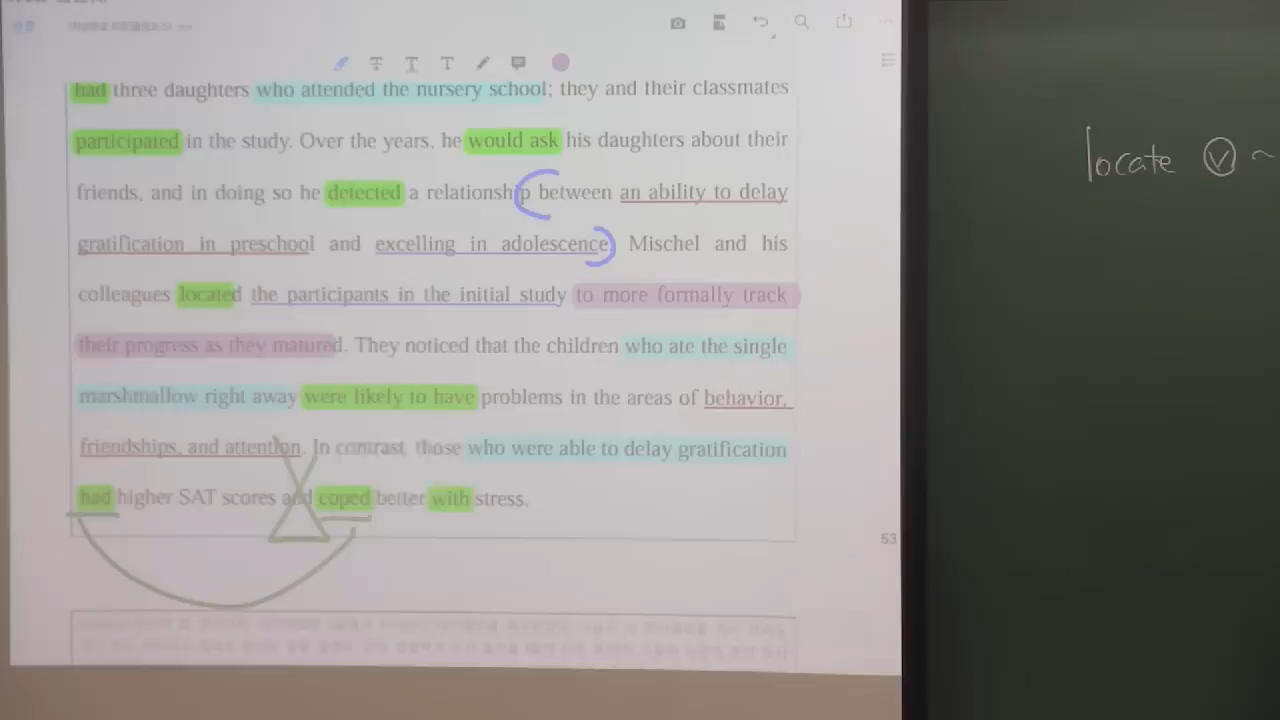 had three daughters who attended the nursery school; they and their classmates
participated in the study. Over the years, he would ask his daughters about their
friends, and in doing so he detected a relationship between an ability to delay
gratification in preschool and excelling in adolescence. Mischel and his
colleagues located the participants in the initial study to more formally track
their progress as they matured. They noticed that the children who ate the single
marshmallow right away were likely to have problems in the areas of behavior,
friendships, and attention. In contrast, those who were able to delay gratification
had higher SAT scores and coped better with stress.
53
locate Ⓥ ~